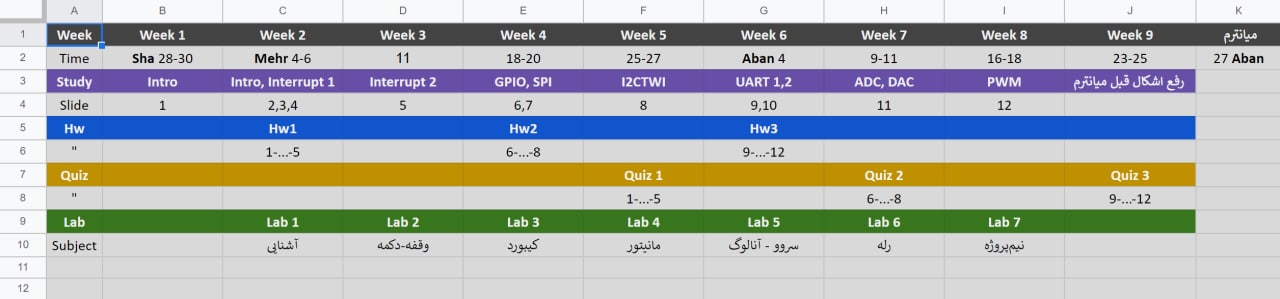 A B C D E F G H I J K
1 Week Week 1 Week 2 Week 3 Week 4 Week 5 Week 6 Week 7 Week 8 Week 9 میانترم
2 Time Sha 28-30 Mehr 4-6 11 18-20 25-27 Aban 4 9-11 16-18 23-25 27 Aban
3 Study Intro Intro, Interrupt 1 Interrupt 2 GPIO, SPI I2CTWI UART 1,2 ADC, DAC PWM رفع اشکال قبل میانترم
4 Slide 1 2,3,4 5 6,7 8 9,10 11 12
5 Hw Hw1 Hw2 Hw3
6 " 1-...-5 6-...-8 9-...-12
7 Quiz Quiz 1 Quiz 2 Quiz 3
8 " 1-...-5 6-...-8 9-...-12
9 Lab Lab 1 Lab 2 Lab 3 Lab 4 Lab 5 Lab 6 Lab 7
10 Subject آشنایی وقفه-دکمه کیبورد مانیتور سروو - آنالوگ رله نیم‌پروژه
11
12